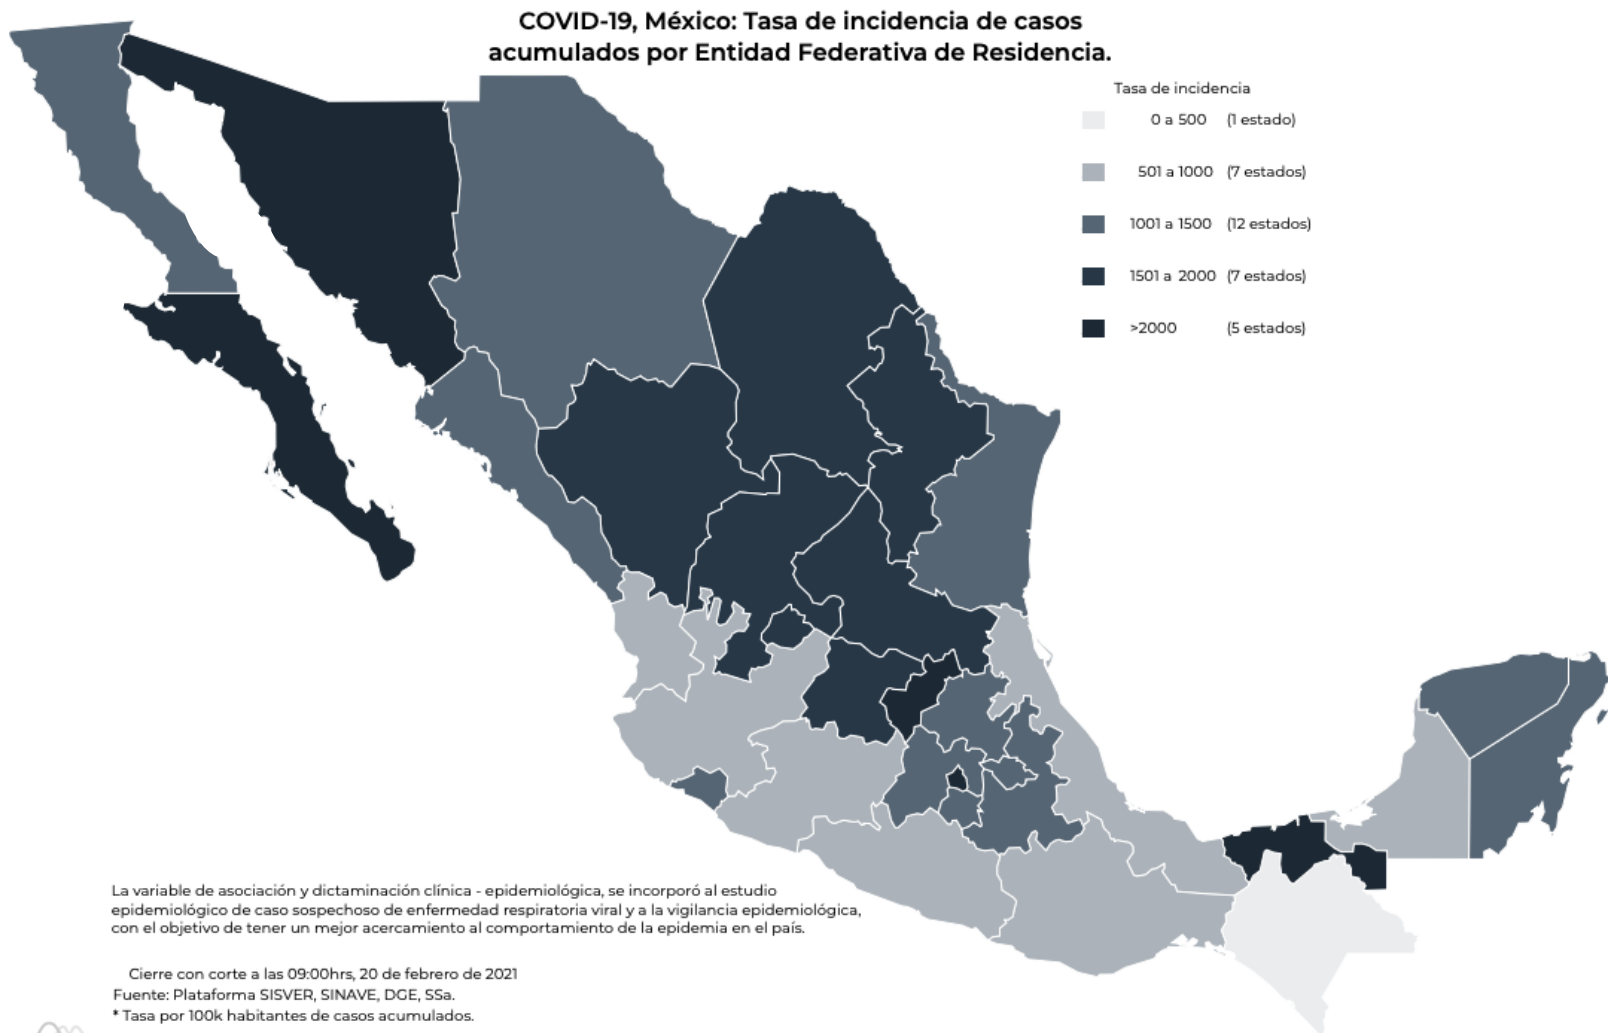 COVID-19, México: Tasa de incidencia de casos
acumulados por Entidad Federativa de Residencia.
Tasa de incidencia
0 a 500 (1 estado)
501 a 1000 (7 estados)
1001 a 1500 (12 estados)
1501 a 2000 (7 estados)
>2000 (5 estados)
La variable de asociación y dictaminación clínica - epidemiológica, se incorporó al estudio
epidemiológico de caso sospechoso de enfermedad respiratoria viral y a la vigilancia epidemiológica,
con el objetivo de tener un mejor acercamiento al comportamiento de la epidemia en el país.
Cierre con corte a las 09:00hrs, 20 de febrero de 2021
Fuente: Plataforma SISVER, SINAVE, DGE, SSa.
* Tasa por 100k habitantes de casos acumulados.